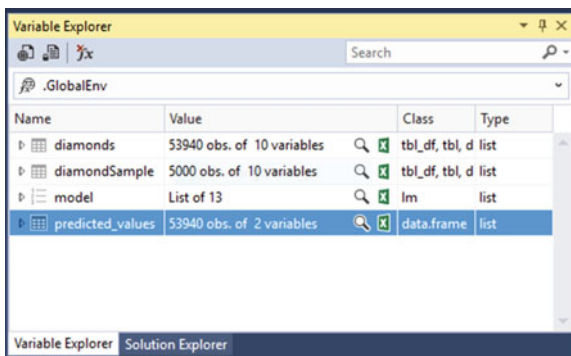 Variable Explorer
Search
.GlobalEnv
Name Value Class Type
diamonds 53940 obs. of 10 variables tbl_df, tbl, d list
diamondSample 5000 obs. of 10 variables tbl_df, tbl, d list
model List of 13 lm list
predicted_values 53940 obs. of 2 variables data.frame list
Variable Explorer Solution Explorer